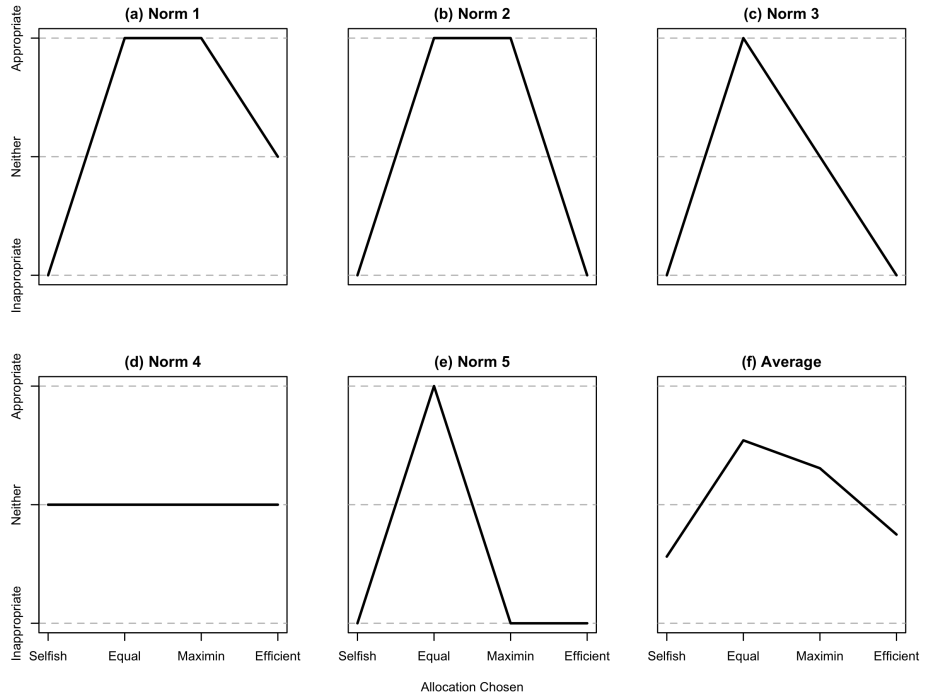 (a) Norm 1
(b) Norm 2
(c) Norm 3
Appropriate
Neither
Inappropriate
(d) Norm 4
(e) Norm 5
(f) Average
Appropriate
Neither
Inappropriate
Selfish Equal Maximin Efficient
Selfish Equal Maximin Efficient
Selfish Equal Maximin Efficient
Allocation Chosen